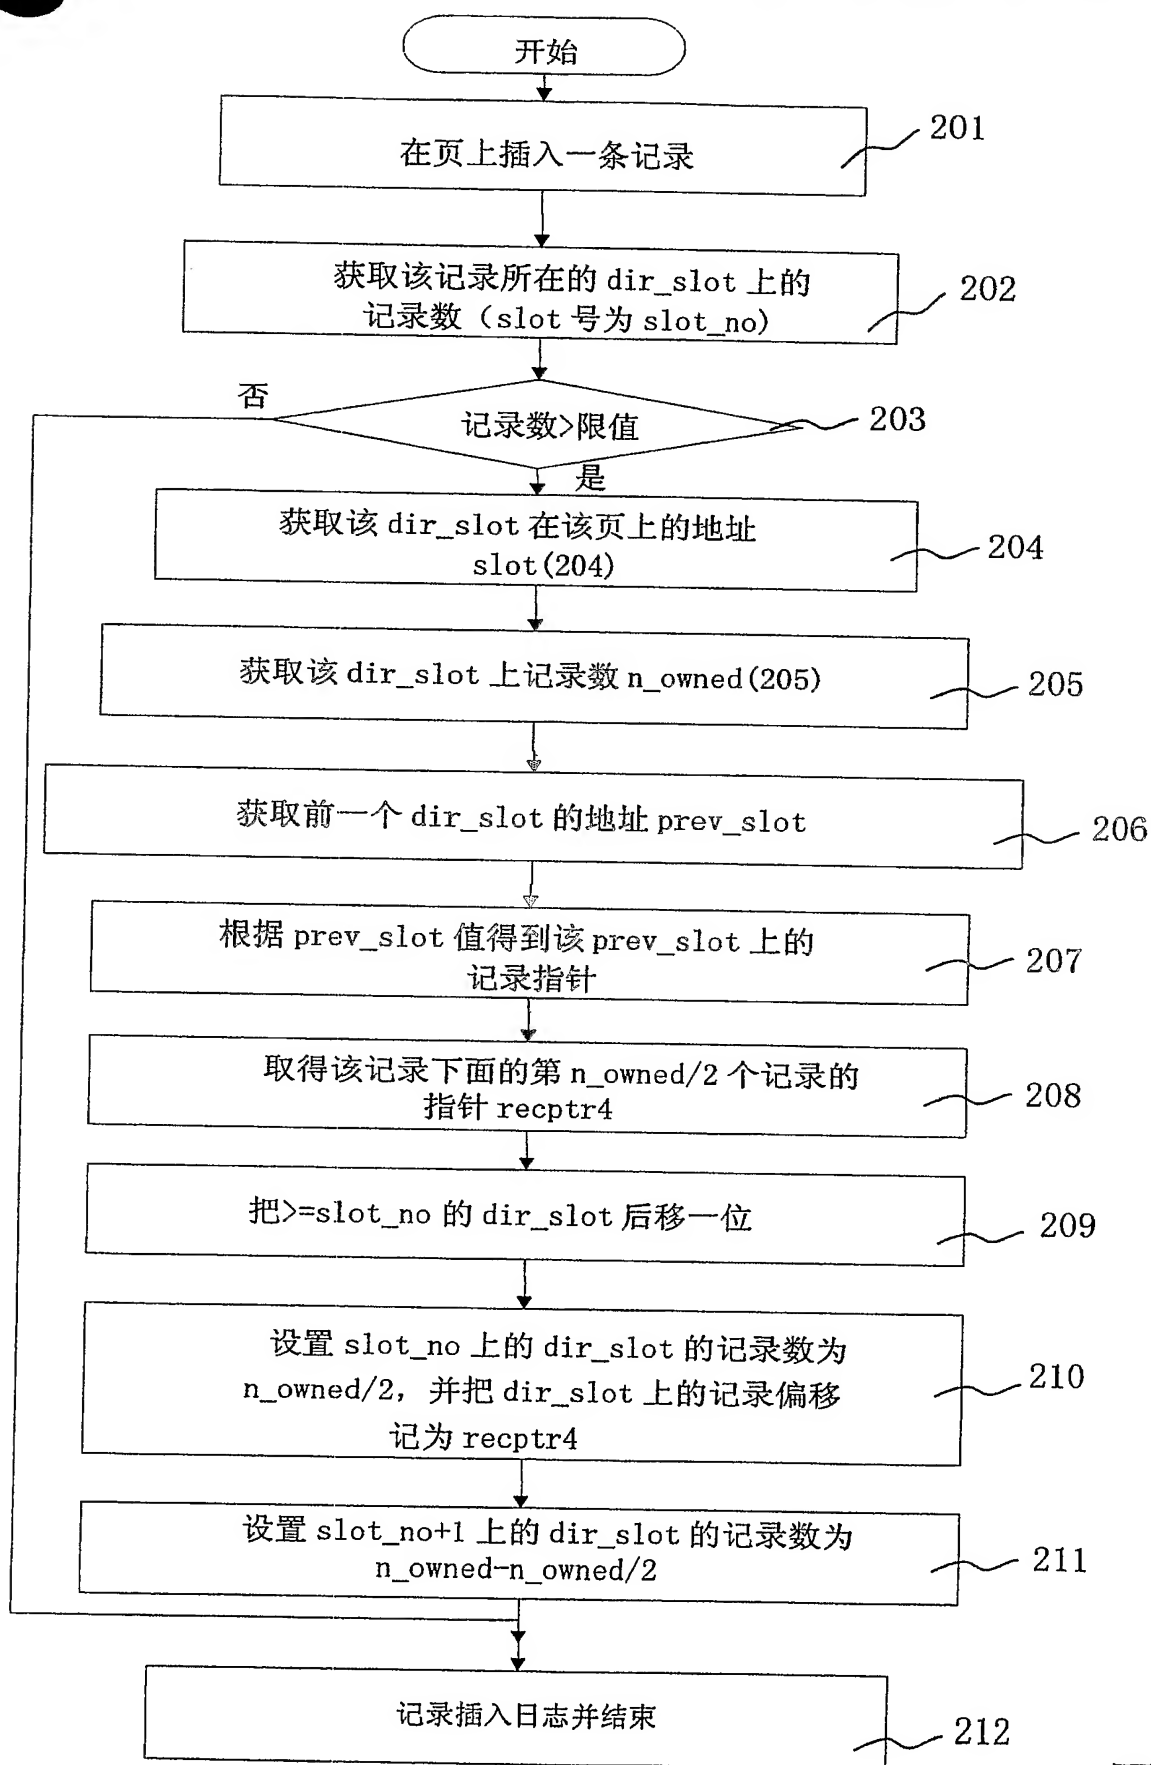 开始
在页上插入一条记录
201
获取该记录所在的 dir_slot 上的
记录数（slot 号为 slot_no）
202
否
记录数>限值
203
是
获取该 dir_slot 在该页上的地址
slot(204)
204
获取该 dir_slot 上记录数 n_owned(205)
205
获取前一个 dir_slot 的地址 prev_slot
206
根据 prev_slot 值得到该 prev_slot 上的
记录指针
207
取得该记录下面的第 n_owned/2 个记录的
指针 recptr4
208
把>=slot_no 的 dir_slot 后移一位
209
设置 slot_no 上的 dir_slot 的记录数为
n_owned/2，并把 dir_slot 上的记录偏移
记为 recptr4
210
设置 slot_no+1 上的 dir_slot 的记录数为
n_owned-n_owned/2
211
记录插入日志并结束
212